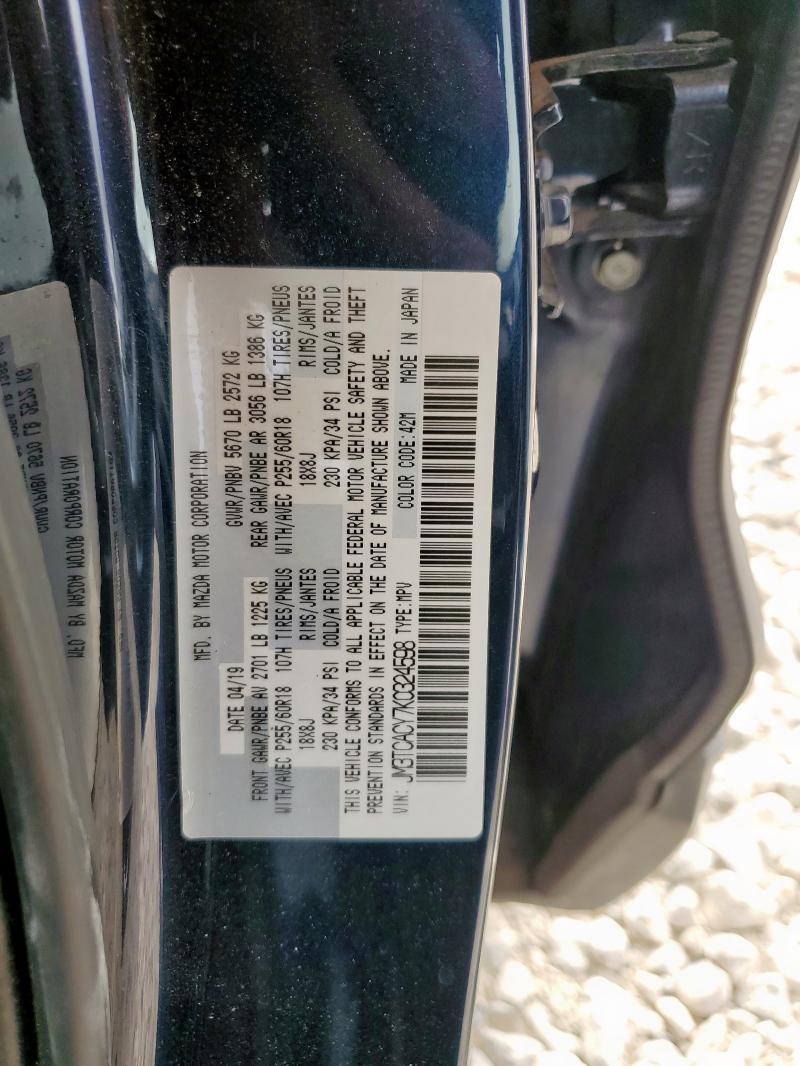 MFD. BY MAZDA MOTOR CORPORATION
DATE 04/19 GVWR/PNBV 5670 LB 2572 KG
FRONT GAWR/PNBE AV 2701 LB 1225 KG REAR GAWR/PNBE AR 3056 LB 1386 KG
WITH/AVEC P255/60R18 107H TIRES/PNEUS WITH/AVEC P255/60R18 107H TIRES/PNEUS
18X8J RIMS/JANTES 18X8J RIMS/JANTES
230 KPA/34 PSI COLD/A FROID 230 KPA/34 PSI COLD/A FROID
THIS VEHICLE CONFORMS TO ALL APPLICABLE FEDERAL MOTOR VEHICLE SAFETY AND THEFT
PREVENTION STANDARDS IN EFFECT ON THE DATE OF MANUFACTURE SHOWN ABOVE.
VIN: JM3TCACY7K0324598 TYPE:MPV COLOR CODE:42M MADE IN JAPAN